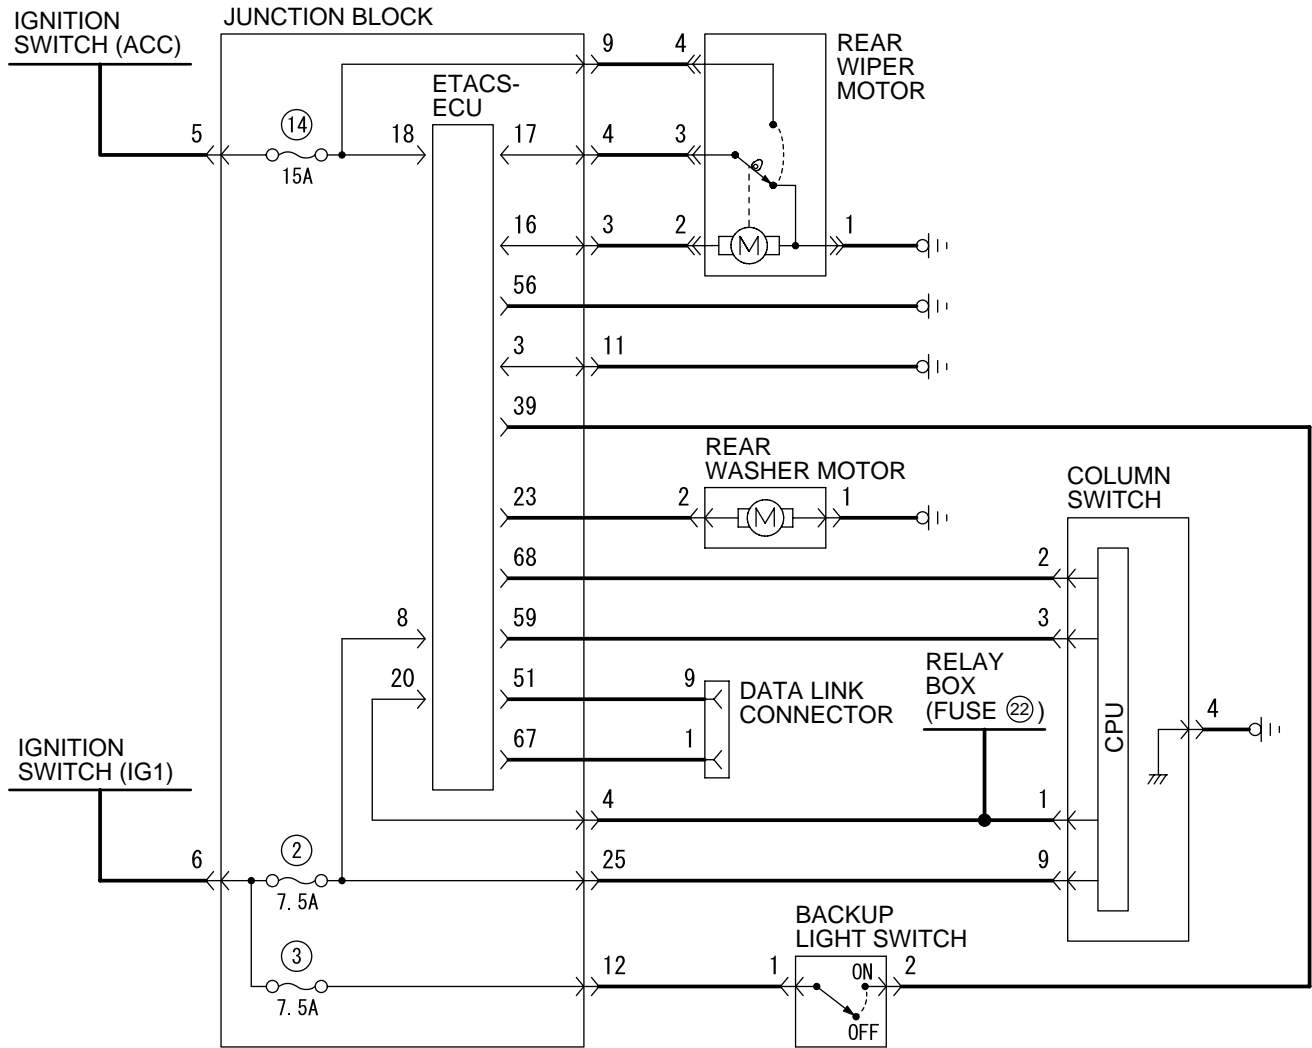 IGNITION
SWITCH (ACC)
JUNCTION BLOCK
9 4
REAR
WIPER
MOTOR
ETACS-
ECU
5
14
15A
18 17 4 3
16 3 2
M
1
56
3 11
39
REAR
WASHER MOTOR
23 2
M
1
COLUMN
SWITCH
68 2
8 59 3
20 51 9
DATA LINK
CONNECTOR
RELAY
BOX
(FUSE 22)
CPU
4
67 1
IGNITION
SWITCH (IG1)
4 1
6
2
7.5A
25 9
BACKUP
LIGHT SWITCH
3
7.5A
12 1
ON
OFF
2